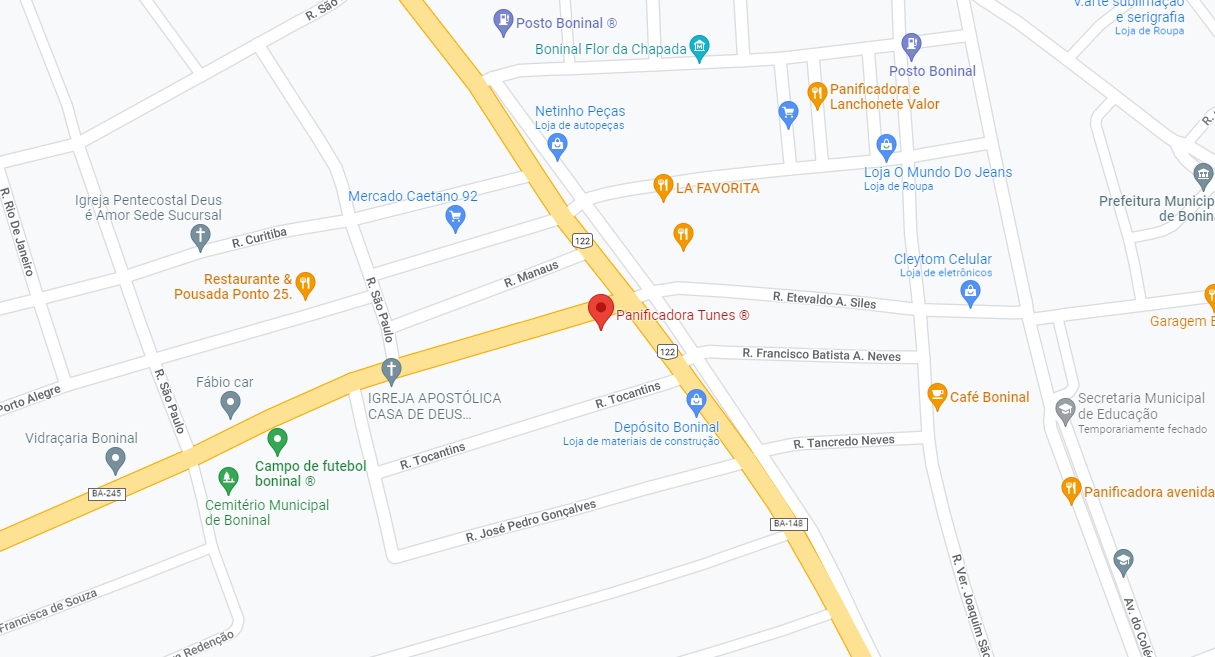 R. São
Posto Boninal ®
Boninal Flor da Chapada
V.arte sublimação
e serigrafia
Loja de Roupa
Posto Boninal
Panificadora e
Lanchonete Valor
Netinho Peças
Loja de autopeças
Loja O Mundo Do Jeans
Loja de Roupa
LA FAVORITA
Mercado Caetano 92
Igreja Pentecostal Deus
é Amor Sede Sucursal
R. Rio De Janeiro
R. Curitiba
Prefeitura Municip
de Bonin
R.
122
R. Manaus
Restaurante &
Pousada Ponto 25.
Cleytom Celular
Loja de eletrônicos
R. São Paulo
R. Etevaldo A. Siles
Panificadora Tunes ®
Garagem B
122
R. Francisco Batista A. Neves
Porto Alegre
R. São Paulo
Fábio car
IGREJA APOSTÓLICA
CASA DE DEUS...
R. Tocantins
Café Boninal
Secretaria Municipal
de Educação
Temporariamente fechado
Depósito Boninal
Loja de materiais de construção
Vidraçaria Boninal
R. Tocantins
R. Tancredo Neves
Campo de futebol
boninal ®
BA-245
Cemitério Municipal
de Boninal
Panificadora avenida
R. José Pedro Gonçalves
BA-148
R. Ver. Joaquim São
Francisca de Souza
Av. do Colé
a Redenção